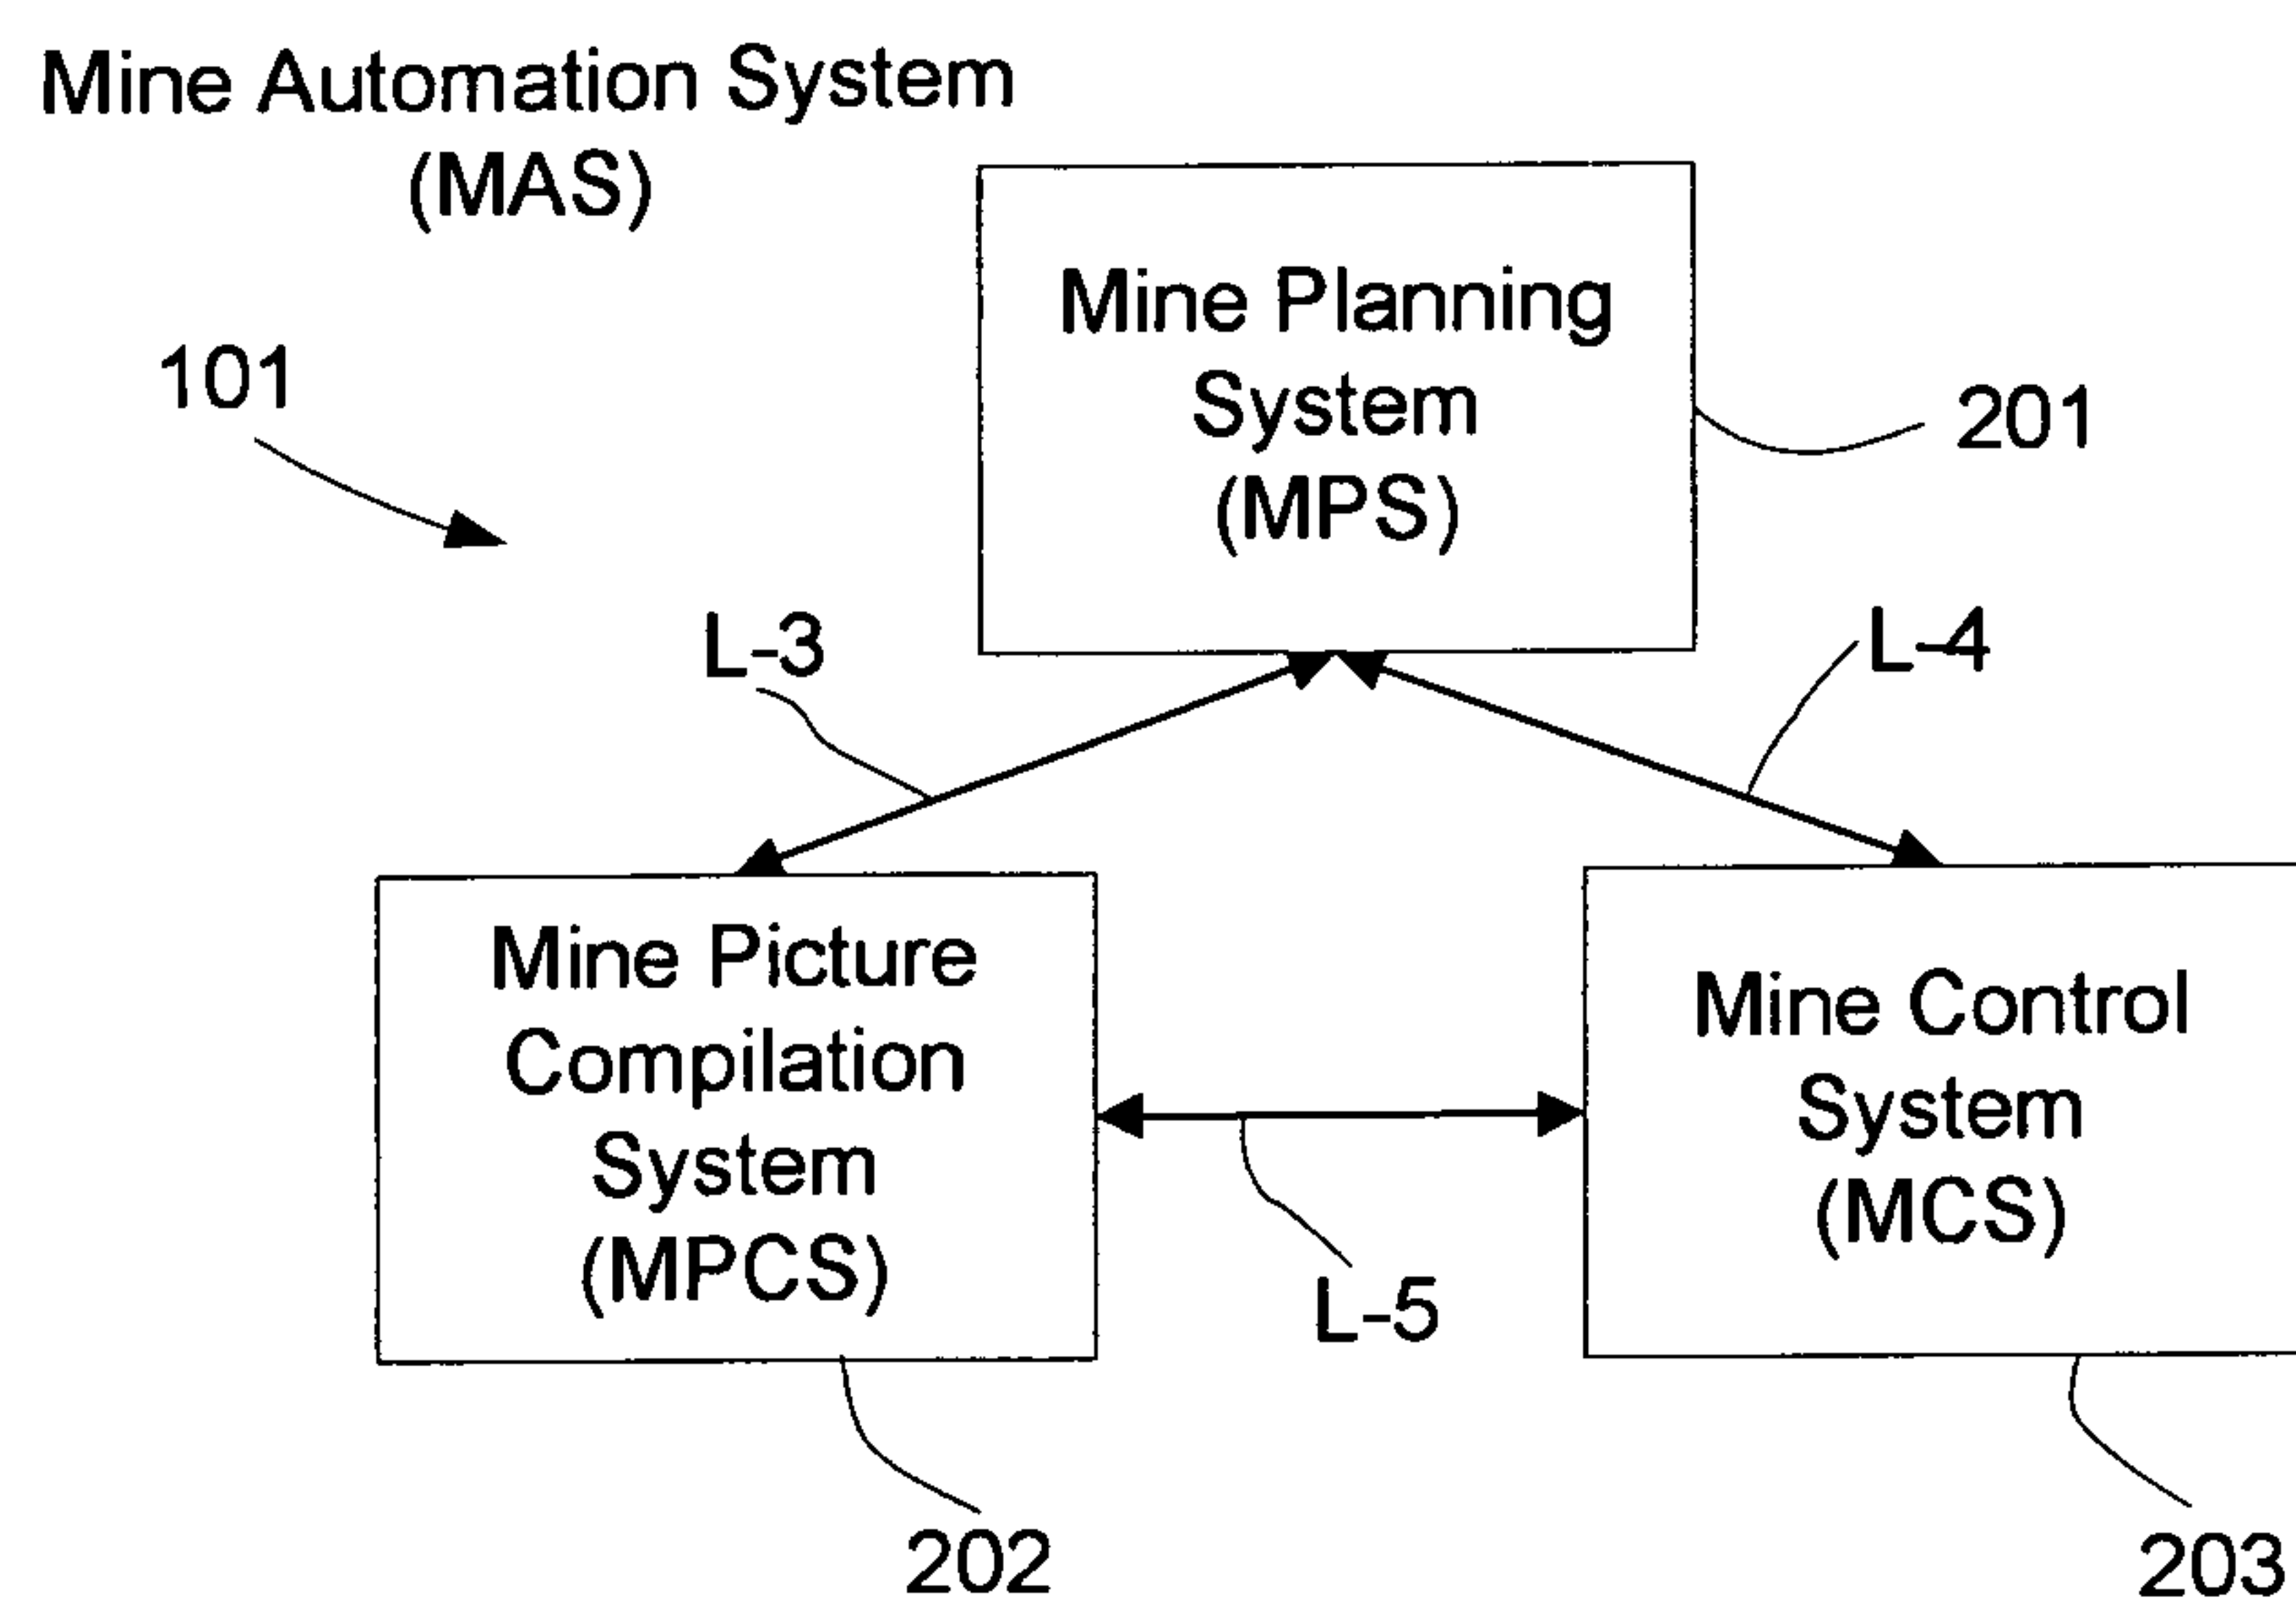 Mine Automation System
(MAS)
Mine Planning
System
(MPS)
101
201
L-3
L-4
Mine Picture
Compilation
System
(MPCS)
Mine Control
System
(MCS)
L-5
202
203